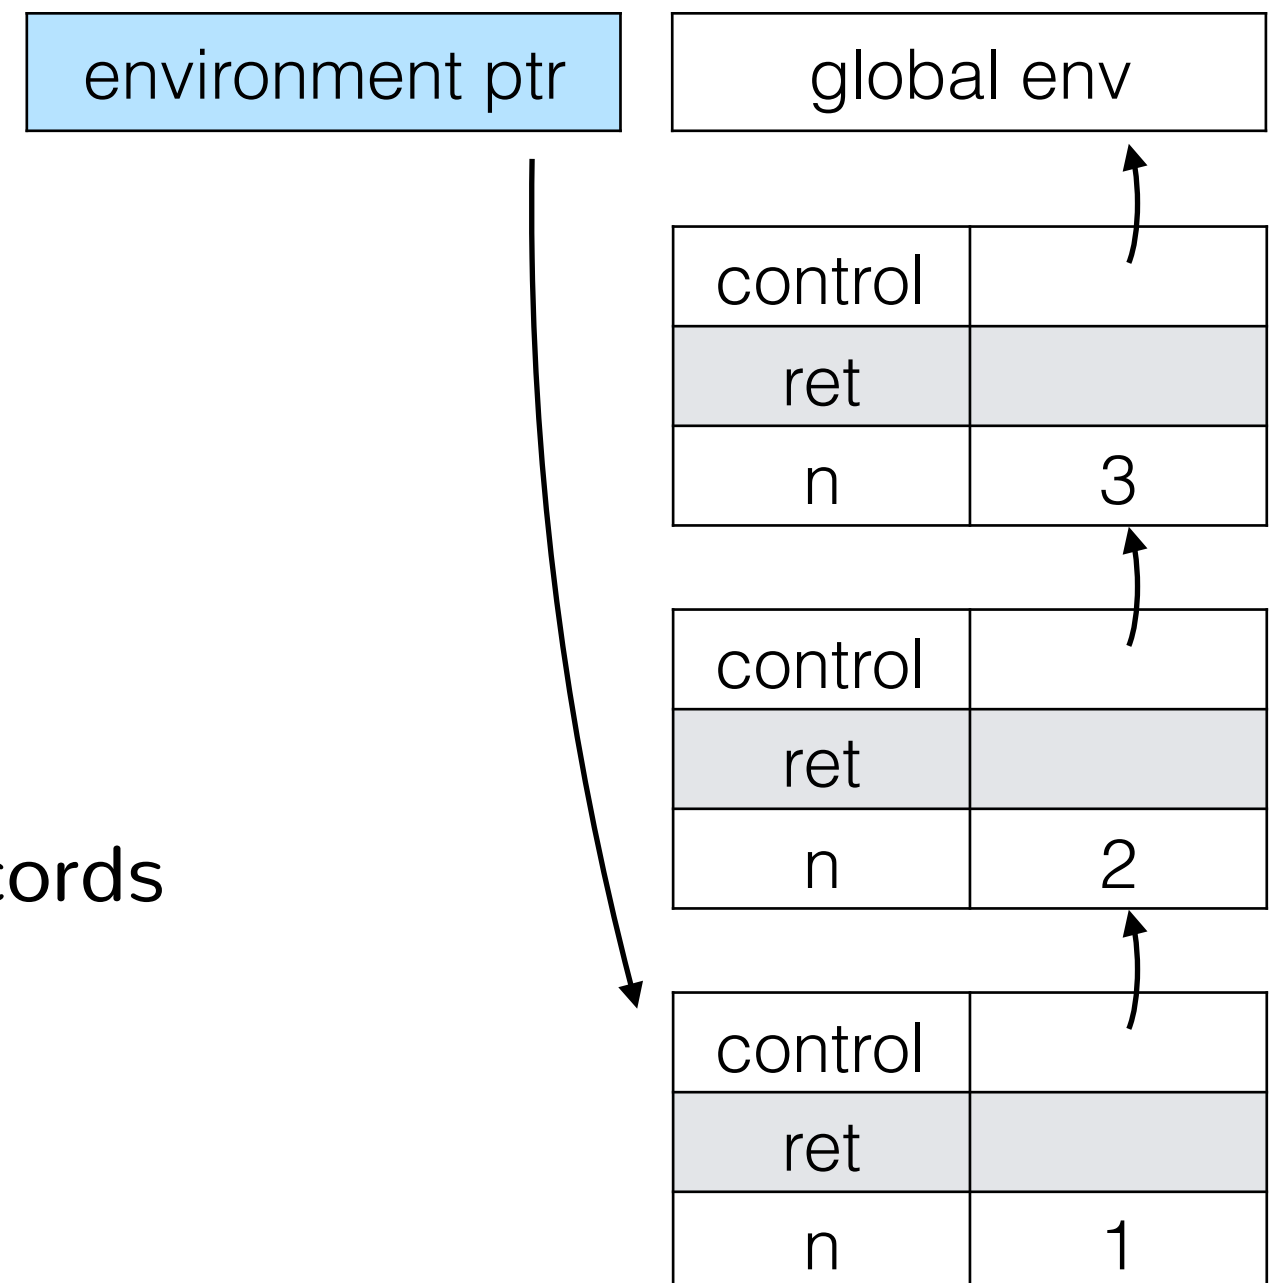 environment ptr
global env
control
ret
n 3
control
ret
n 2
cords
control
ret
n 1